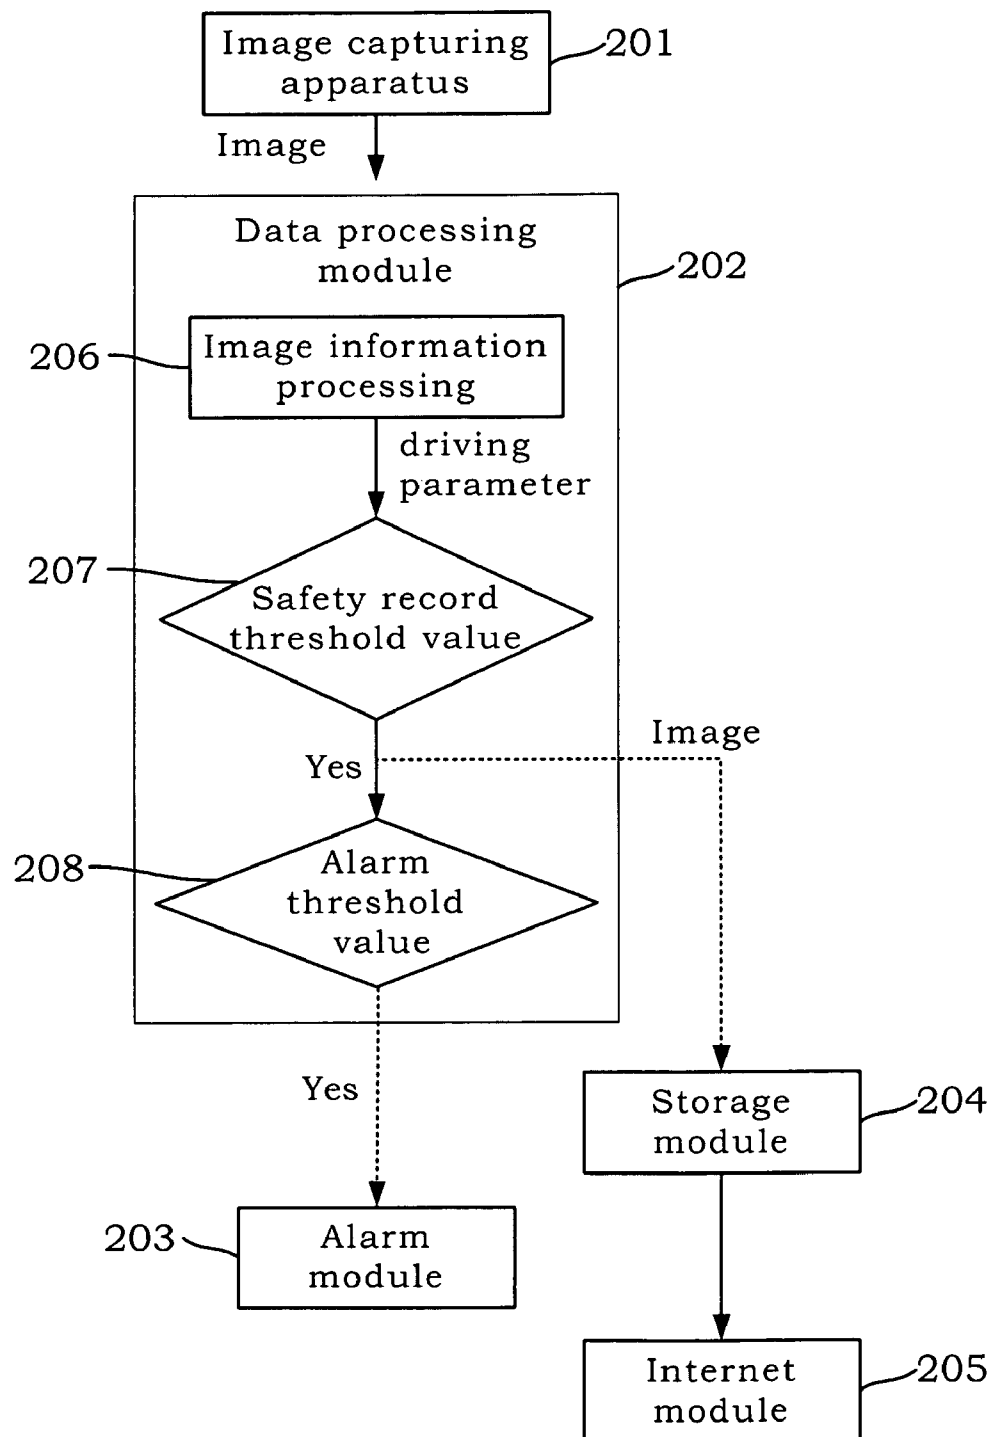 Image capturing
apparatus
201
Image
Data processing
module
202
206
Image information
processing
driving
parameter
207
Safety record
threshold value
Yes
Image
208
Alarm
threshold
value
Yes
Storage
module
204
203
Alarm
module
Internet
module
205